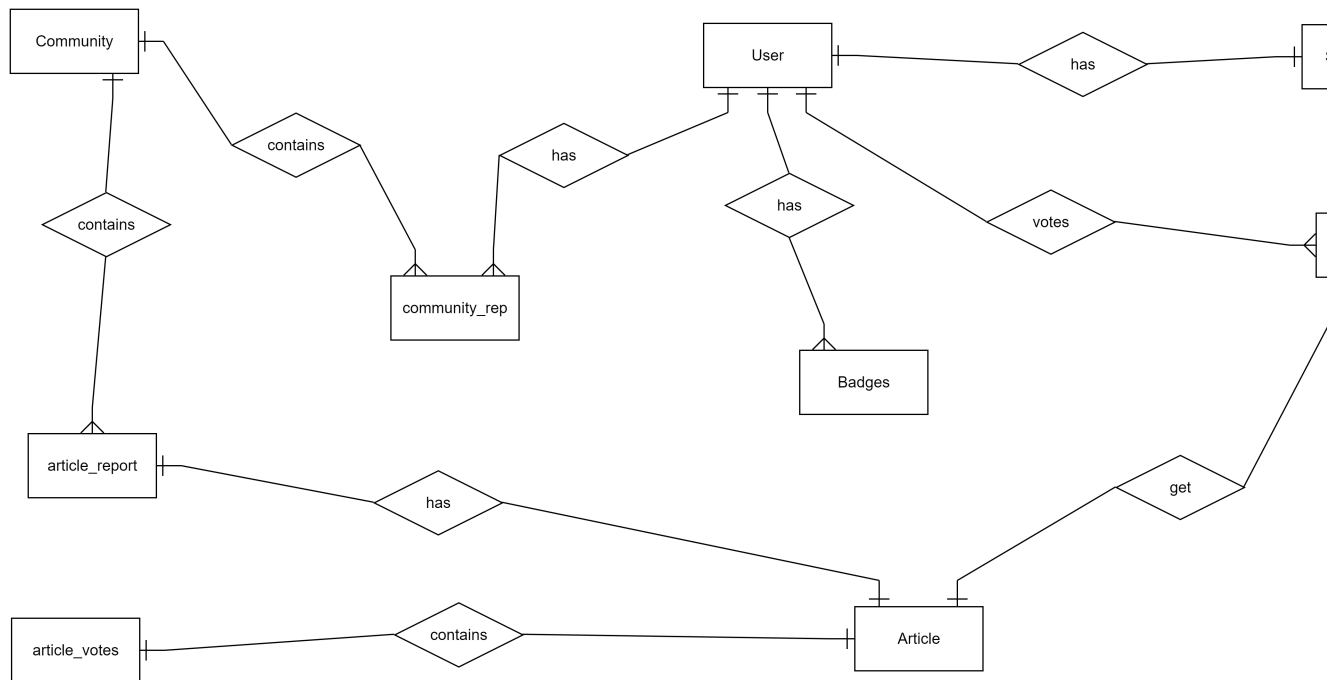 Community
User
has
contains
has
has
contains
votes
community_rep
Badges
article_report
has
get
contains
Article
article_votes